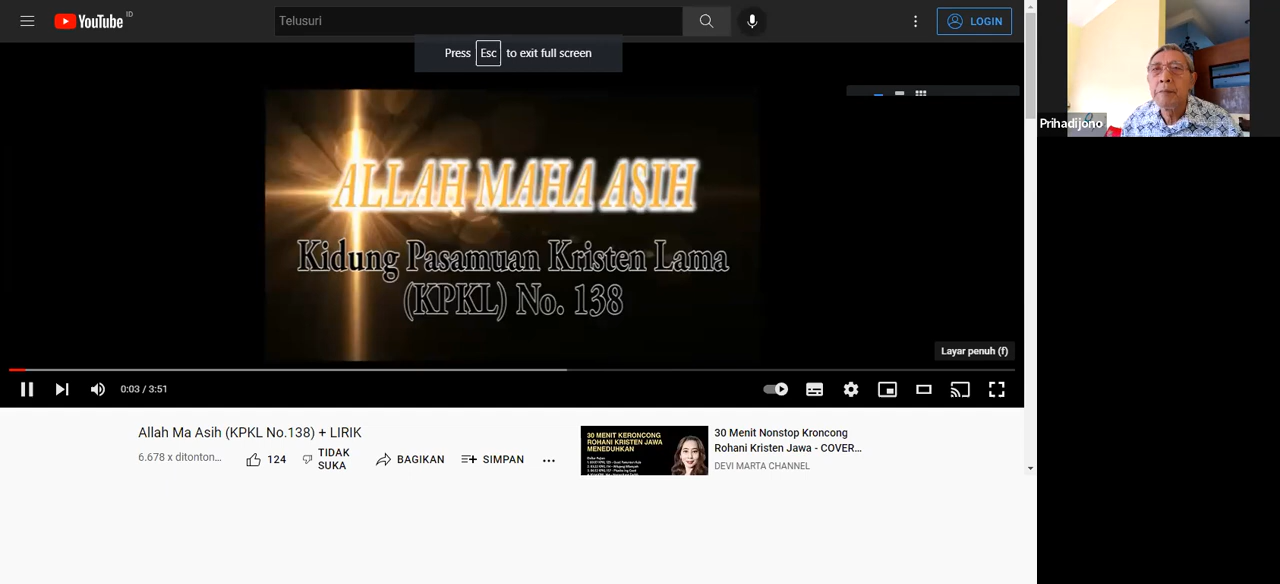 YouTube ID
Telusuri
LOGIN
Press Esc to exit full screen
Prihadijono
ALLAH MAHA ASIH
Kidung Pasamuan Kristen Lama
(KPKL) No. 138
Layar penuh (f)
0:03 / 3:51
Allah Ma Asih (KPKL No.138) + LIRIK
6.678 x ditonton...
124
TIDAK
SUKA
BAGIKAN
SIMPAN
30 MENIT KERONCONG
ROHANI KRISTEN JAWA
MENEDUHKAN
30 Menit Nonstop Kroncong
Rohani Kristen Jawa - COVER...
DEVI MARTA CHANNEL